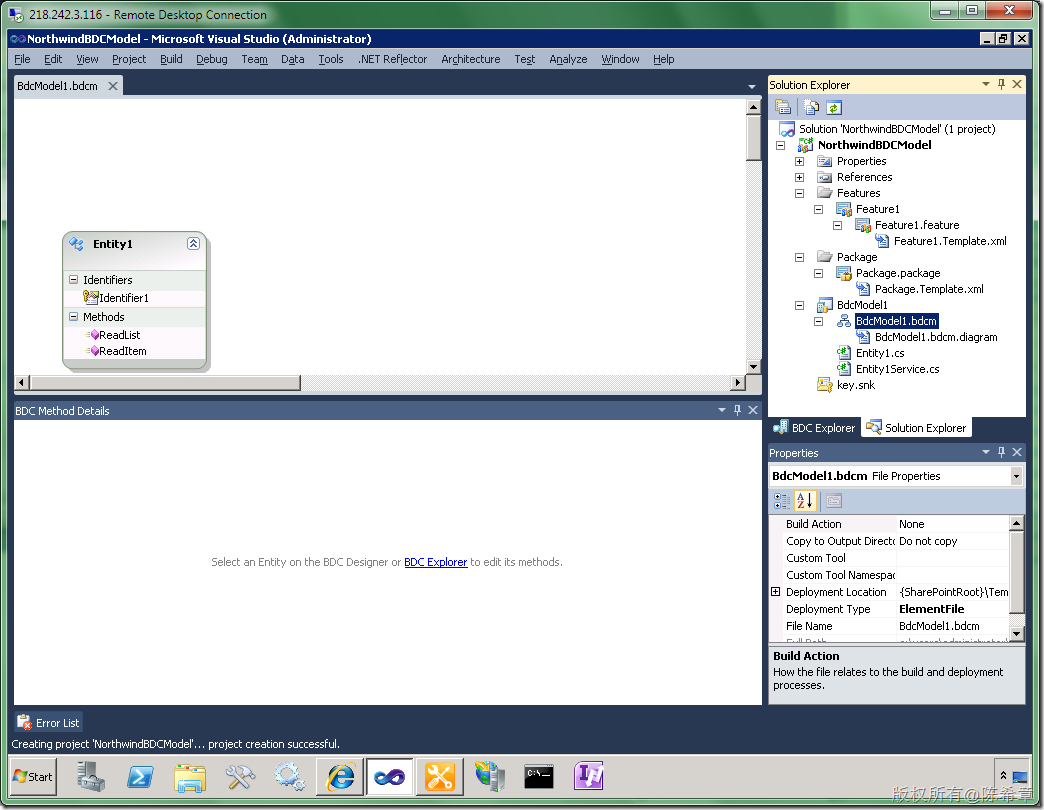 218.242.3.116 - Remote Desktop Connection
NorthwindBDCModel - Microsoft Visual Studio (Administrator)
File Edit View Project Build Debug Team Data Tools .NET Reflector Architecture Test Analyze Window Help
BdcModel1.bdcm
Entity1
Identifiers
Identifier1
Methods
ReadList
ReadItem
BDC Method Details
Select an Entity on the BDC Designer or BDC Explorer to edit its methods.
Solution Explorer
Solution 'NorthwindBDCModel' (1 project)
NorthwindBDCModel
Properties
References
Features
Feature1
Feature1.feature
Feature1.Template.xml
Package
Package.package
Package.Template.xml
BdcModel1
BdcModel1.bdcm
BdcModel1.bdcm.diagram
Entity1.cs
Entity1Service.cs
key.snk
BDC Explorer Solution Explorer
Properties
BdcModel1.bdcm File Properties
Build Action None
Copy to Output Directo Do not copy
Custom Tool
Custom Tool Namespac
Deployment Location {SharePointRoot}\Tem
Deployment Type ElementFile
File Name BdcModel1.bdcm
Build Action
How the file relates to the build and deployment
processes.
Error List
Creating project 'NorthwindBDCModel'... project creation successful.
Start
版权所有@陈希章